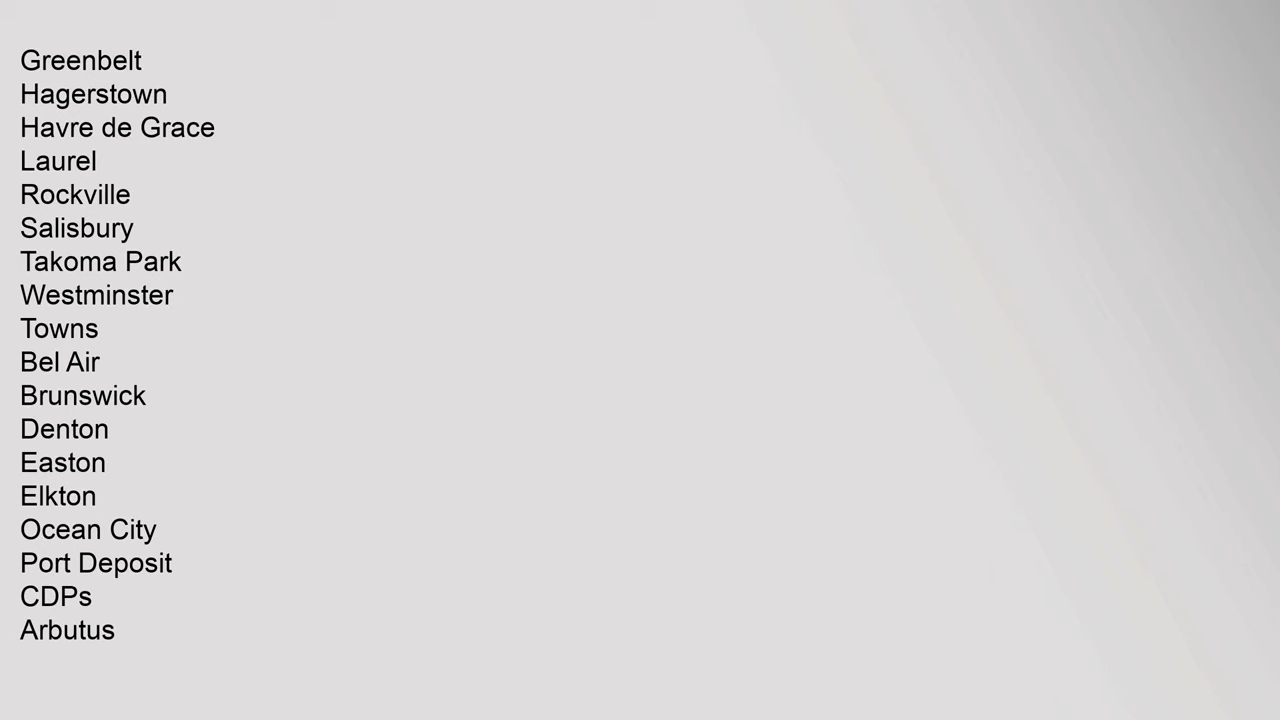 Greenbelt
Hagerstown
Havre de Grace
Laurel
Rockville
Salisbury
Takoma Park
Westminster
Towns
Bel Air
Brunswick
Denton
Easton
Elkton
Ocean City
Port Deposit
CDPs
Arbutus